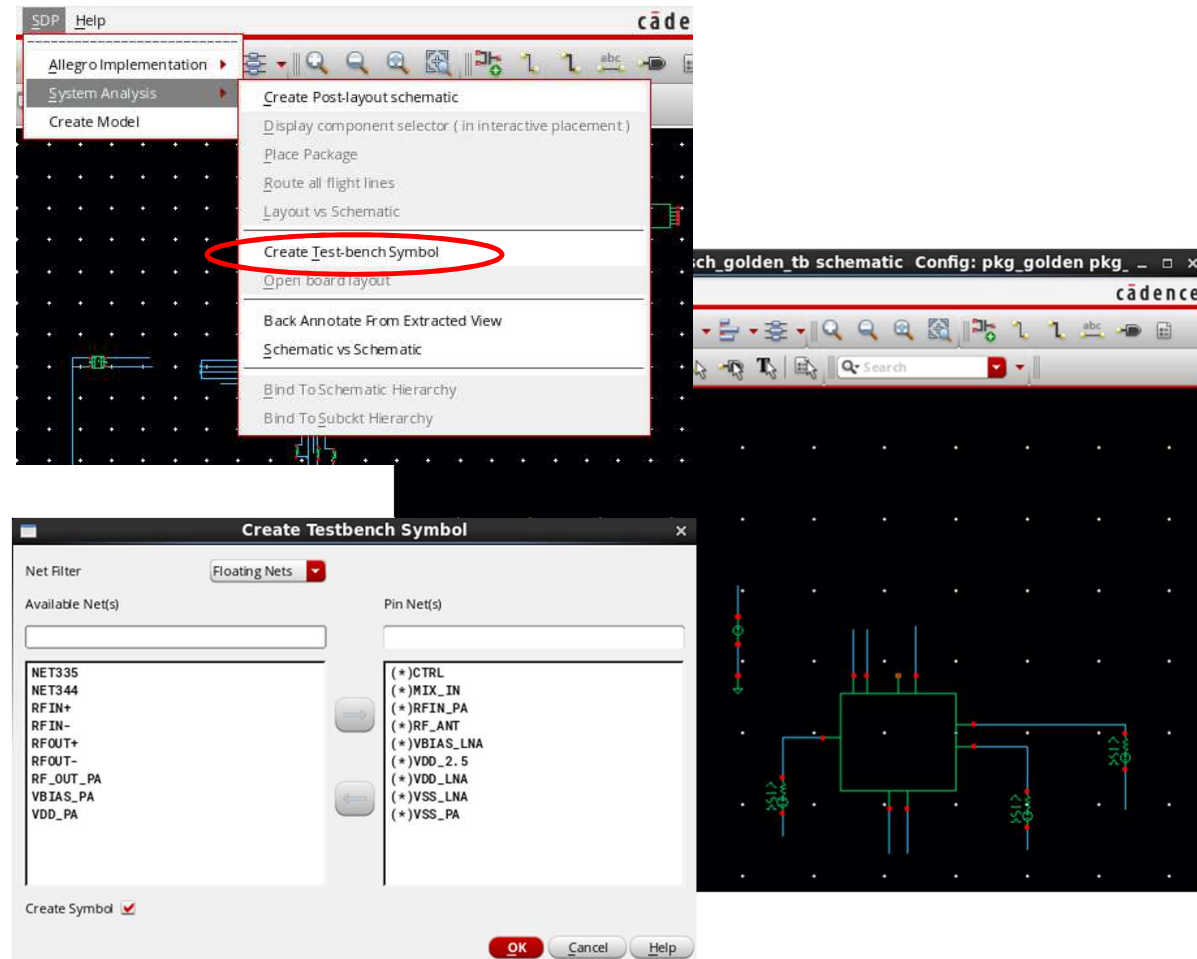 SDP Help
cāde
Allegro Implementation
System Analysis
Create Model
abc
Create Post-layout schematic
Display component selector ( in interactive placement )
Place Package
Route all flight lines
Layout vs Schematic
Create Test-bench Symbol
Open board layout
Back Annotate From Extracted View
Schematic vs Schematic
Bind To Schematic Hierarchy
Bind To Subckt Hierarchy
sch_golden_tb schematic Config: pkg_golden pkg_
cādence
abc
T
Search
Create Testbench Symbol
Net Filter
Floating Nets
Available Net(s)
Pin Net(s)
NET335
NET344
RFIN+
RFIN-
RFOUT+
RFOUT-
RF_OUT_PA
VBIAS_PA
VDD_PA
(*)CTRL
(*)MIX_IN
(*)RFIN_PA
(*)RF_ANT
(*)VBIAS_LNA
(*)VDD_2.5
(*)VDD_LNA
(*)VSS_LNA
(*)VSS_PA
Create Symbol
OK Cancel Help